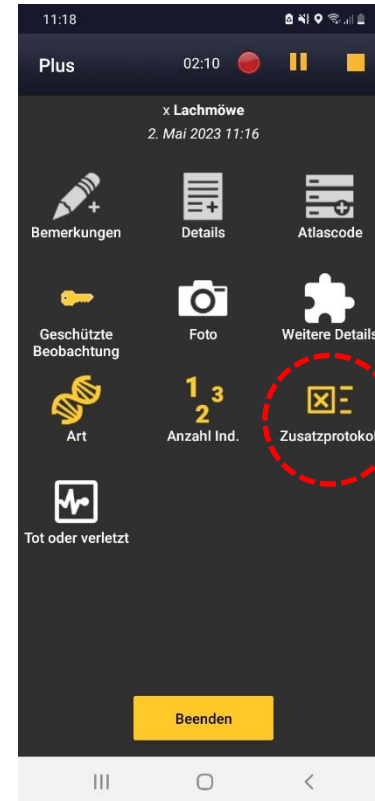 11:18
Plus 02:10
x Lachmöwe
2. Mai 2023 11:16
Bemerkungen Details Atlascode
Geschützte Beobachtung Foto Weitere Details
1 3 2
Art Anzahl Ind. Zusatzprotokol
Tot oder verletzt
Beenden